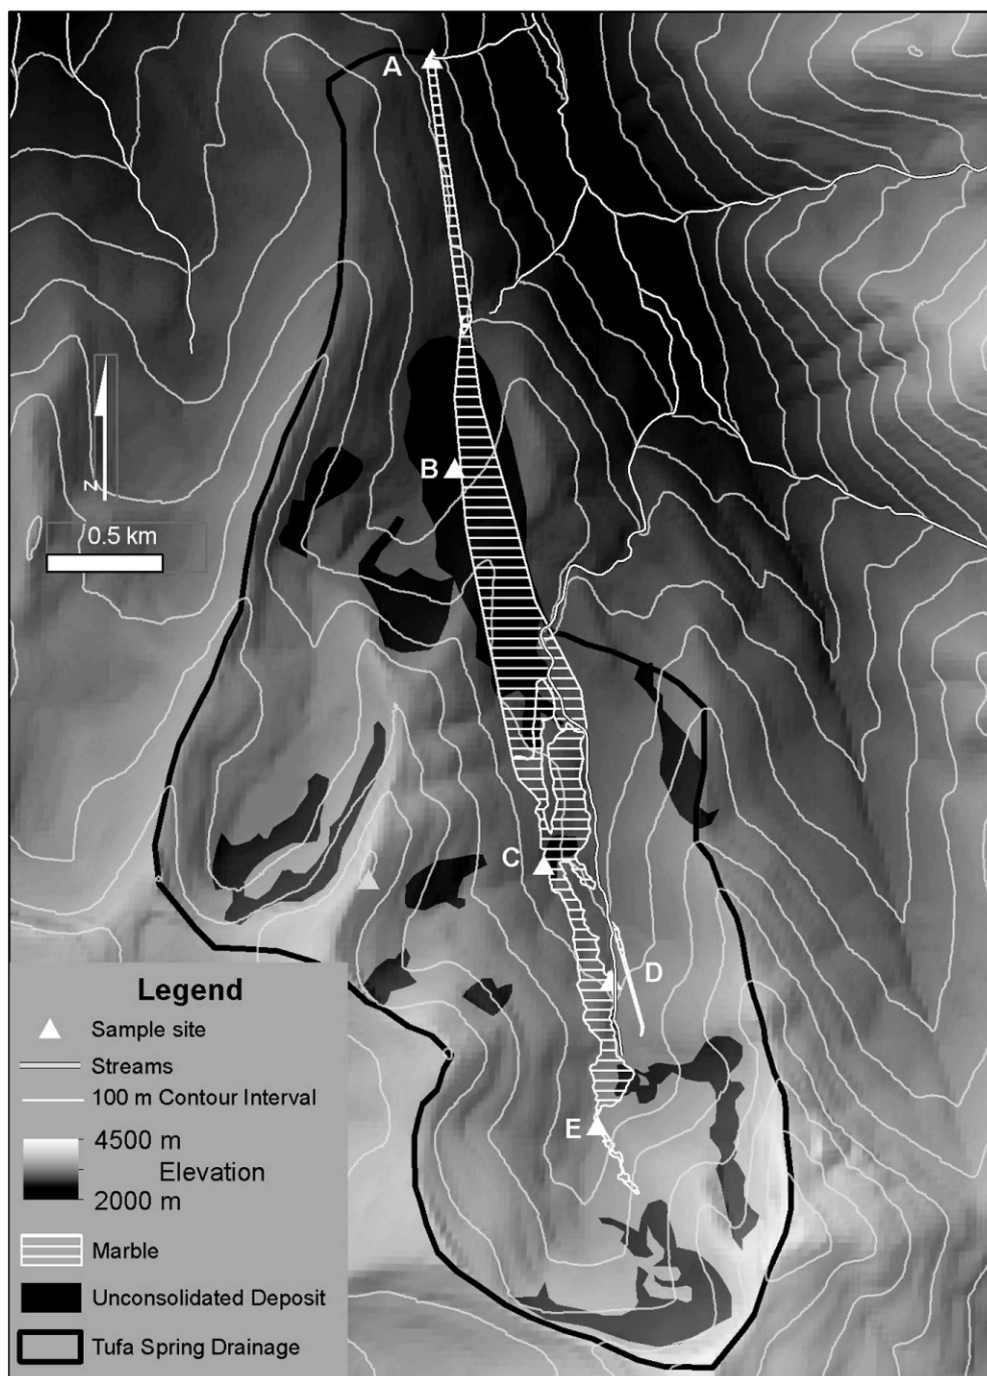 A
N
0.5 km
B
C
D
E
Legend
Sample site
Streams
100 m Contour Interval
4500 m
Elevation
2000 m
Marble
Unconsolidated Deposit
Tufa Spring Drainage